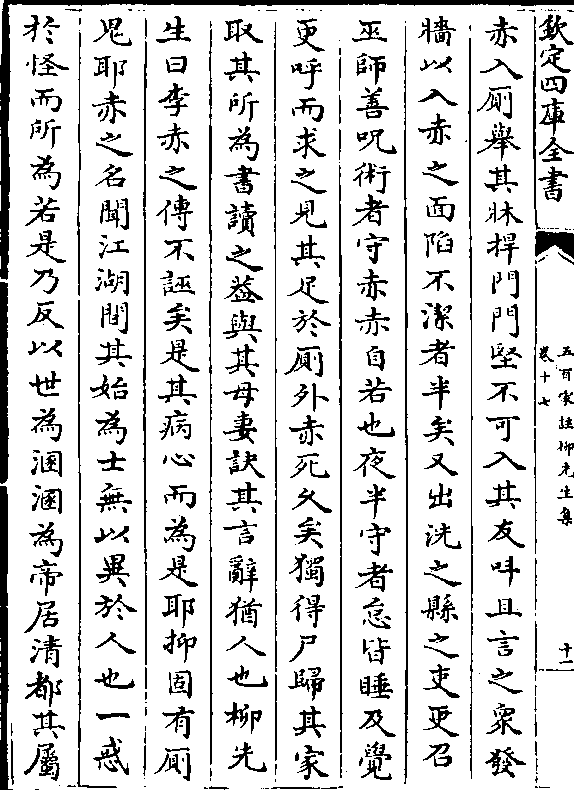 欽定四庫全書
五百家註柳先生集
卷十七
十一
赤入厠舉其牀捍門門堅不可入其友叫且言之衆發
牆以入赤之面陷不潔者半矣又出洗之縣之吏更召
巫師善呪術者守赤赤自若也夜半守者怠皆睡及覺
更呼而求之見其足於厠外赤死乆矣獨得尸歸其家
取其所為書讀之葢與其母妻訣其言辭猶人也柳先
生曰李赤之傳不誣矣是其病心而為是耶抑固有厠
鬼耶赤之名聞江湖間其始為士無以異於人也一惑
於怪而所為若是乃反以世為溷溷為帝居清都其屬